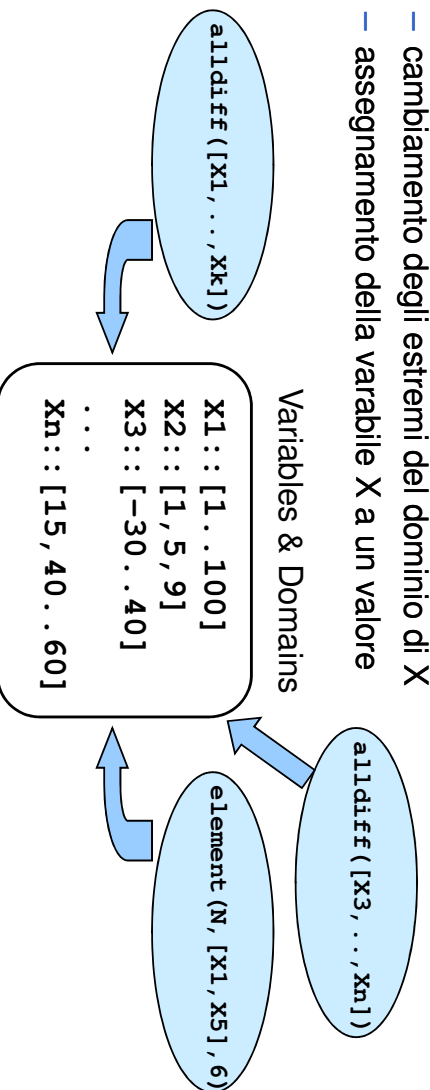 – cambiamento degli estremi del dominio di X
– assegnamento della varabile X a un valore
alldiff([X3,..,Xn])
Variables & Domains
alldiff([X1,..,Xk])
X1::[1..100]
X2::[1,5,9]
X3::[-30..40]
...
Xn::[15,40..60]
element(N,[X1,X5],6)